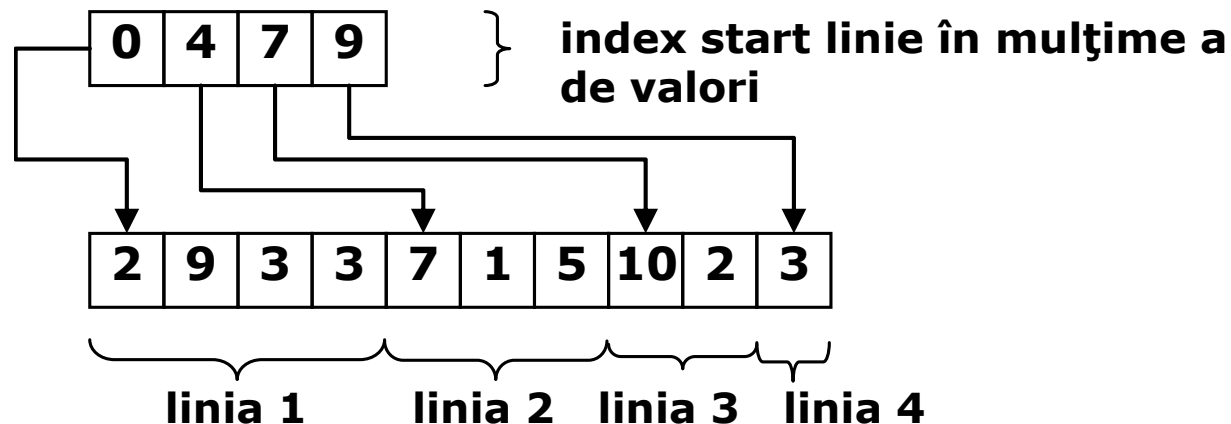 0 4 7 9
index start linie în mulţime a
de valori
2 9 3 3 7 1 5 10 2 3
linia 1 linia 2 linia 3 linia 4